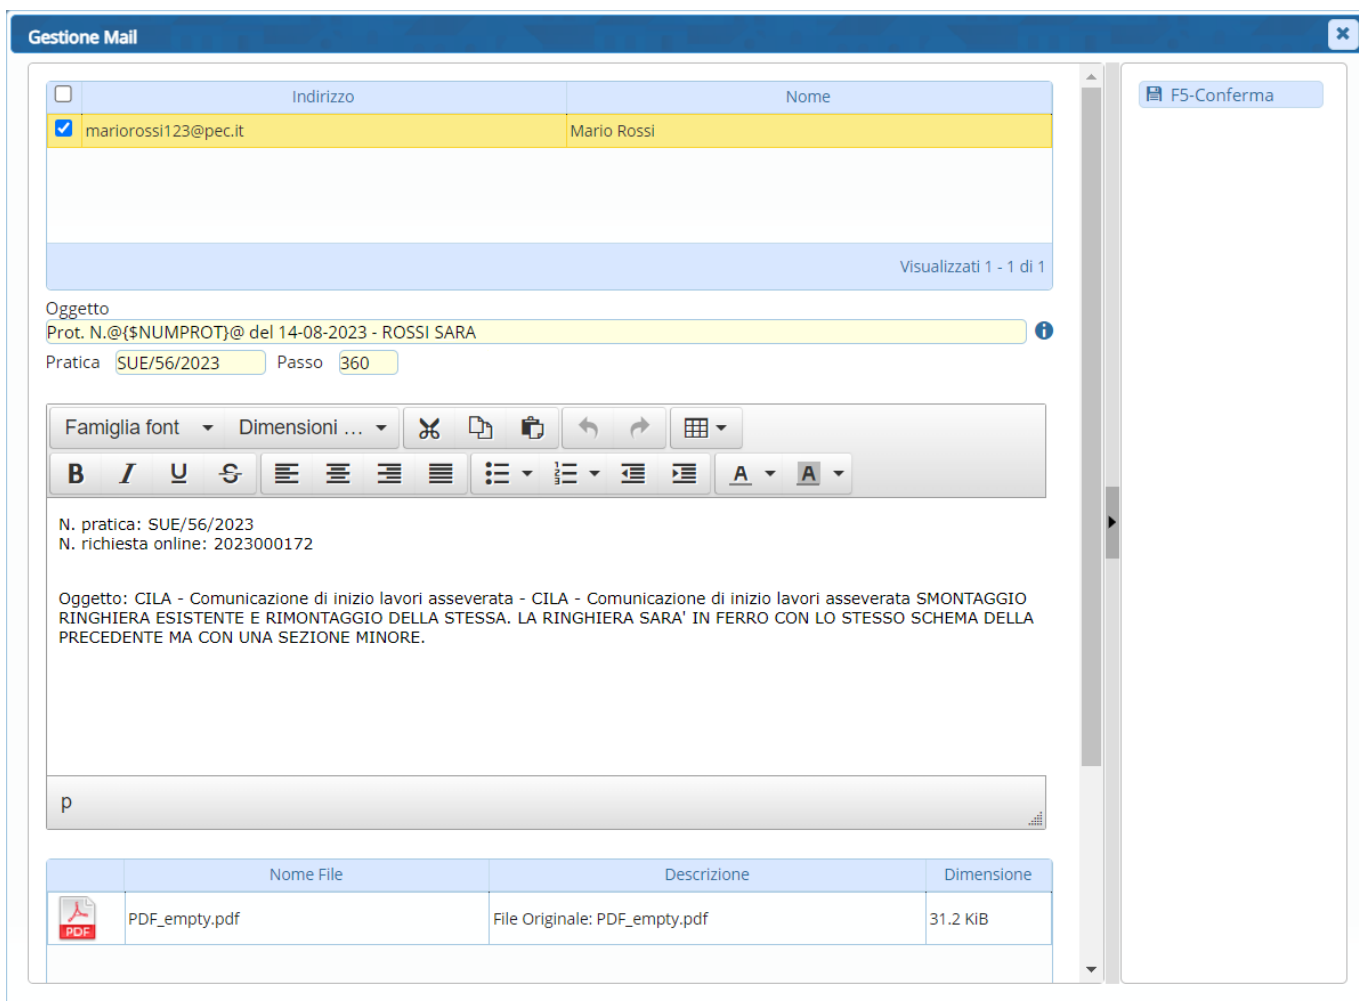 Gestione Mail
Indirizzo Nome
mariorossi123@pec.it Mario Rossi
Visualizzati 1 - 1 di 1
F5-Conferma
Oggetto
Prot. N.@{$NUMPROT}@ del 14-08-2023 - ROSSI SARA
Pratica SUE/56/2023 Passo 360
Famiglia font Dimensioni ...
B I U S
A A
N. pratica: SUE/56/2023
N. richiesta online: 2023000172
Oggetto: CILA - Comunicazione di inizio lavori asseverata - CILA - Comunicazione di inizio lavori asseverata SMONTAGGIO
RINGHIERA ESISTENTE E RIMONTAGGIO DELLA STESSA. LA RINGHIERA SARA' IN FERRO CON LO STESSO SCHEMA DELLA
PRECEDENTE MA CON UNA SEZIONE MINORE.
p
Nome File Descrizione Dimensione
PDF PDF_empty.pdf File Originale: PDF_empty.pdf 31.2 KiB